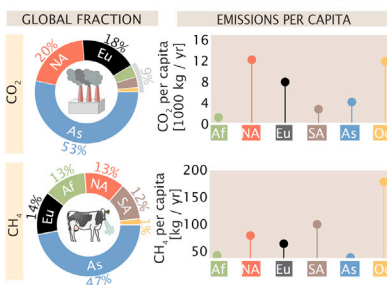 GLOBAL FRACTION
EMISSIONS PER CAPITA
CO2
20%
NA
Eu
18%
9%
As
53%
CO2 per capita
[1000 kg / yr]
16
12
8
4
0
Af
NA
Eu
SA
As
Oc
CH4
14%
Eu
13%
Af
13%
NA
12%
SA
1%
As
47%
CH4 per capita
[kg / yr]
200
150
100
50
Af
NA
Eu
SA
As
Oc